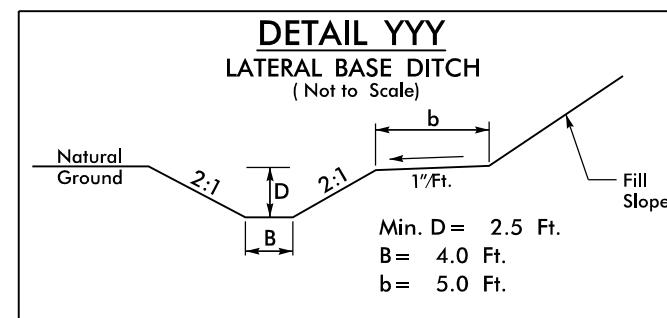 DETAIL YYY
LATERAL BASE DITCH
( Not to Scale)
b
Natural
Ground
2:1
D
2:1
1"/Ft.
B
Fill
Slope
Min. D = 2.5 Ft.
B= 4.0 Ft.
b= 5.0 Ft.